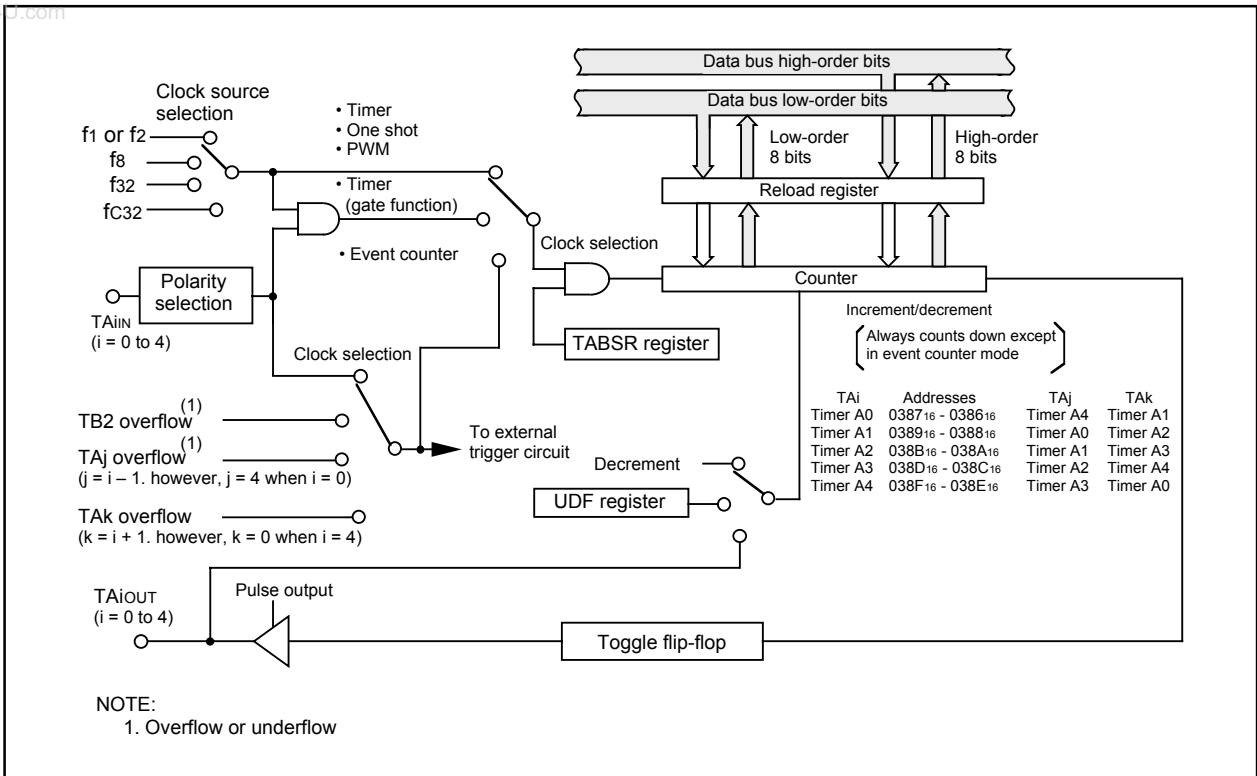 U.com
Data bus high-order bits
Data bus low-order bits
Clock source
selection
• Timer
• One shot
• PWM
f1 or f2
f8
f32
fC32
Low-order
8 bits
High-order
8 bits
Reload register
• Timer
(gate function)
Clock selection
• Event counter
Counter
Polarity
selection
TAiIN
(i = 0 to 4)
Increment/decrement
Always counts down except
in event counter mode
TABSR register
Clock selection
TAi Addresses TAj TAk
Timer A0 038716 - 038616 Timer A4 Timer A1
Timer A1 038916 - 038816 Timer A0 Timer A2
Timer A2 038B16 - 038A16 Timer A1 Timer A3
Timer A3 038D16 - 038C16 Timer A2 Timer A4
Timer A4 038F16 - 038E16 Timer A3 Timer A0
TB2 overflow (1)
To external
trigger circuit
TAj overflow (1)
(j = i – 1. however, j = 4 when i = 0)
Decrement
UDF register
TAk overflow
(k = i + 1. however, k = 0 when i = 4)
TAiOUT
(i = 0 to 4)
Pulse output
Toggle flip-flop
NOTE:
1. Overflow or underflow